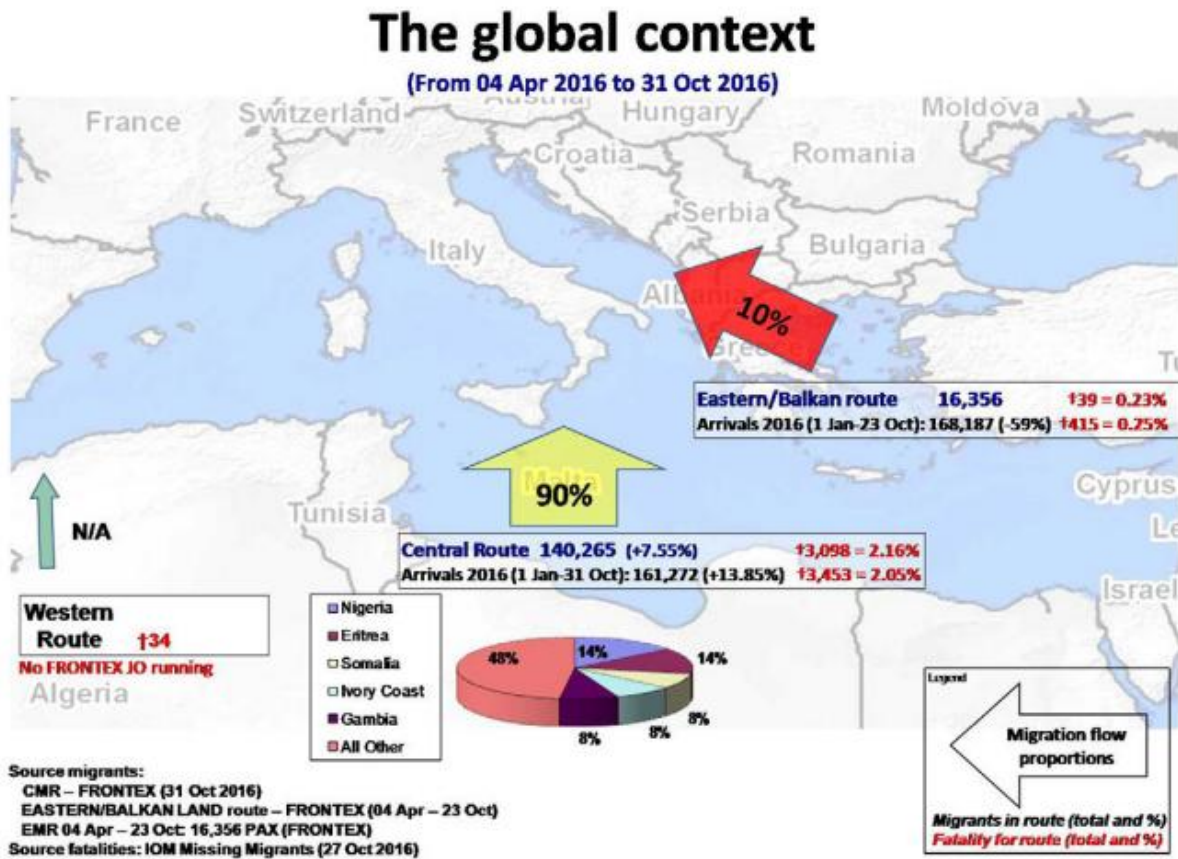 The global context
(From 04 Apr 2016 to 31 Oct 2016)
France
Switzerland
Austria
Hungary
Moldova
Croatia
Romania
Serbia
Italy
Bulgaria
Albania
10%
Greece
Eastern/Balkan route 16,356 †39 = 0.23%
Arrivals 2016 (1 Jan-23 Oct): 168,187 (-59%) †415 = 0.25%
Malta
90%
Cyprus
N/A
Tunisia
Central Route 140,265 (+7.55%) †3,098 = 2.16%
Arrivals 2016 (1 Jan-31 Oct): 161,272 (+13.85%) †3,453 = 2.05%
Israel
Western
Route †34
No FRONTEX JO running
Algeria
Nigeria
Eritrea
Somalia
Ivory Coast
Gambia
All Other
48%
14%
14%
8%
8%
8%
Legend
Migration flow
proportions
Migrants in route (total and %)
Fatality for route (total and %)
Source migrants:
CMR – FRONTEX (31 Oct 2016)
EASTERN/BALKAN LAND route – FRONTEX (04 Apr – 23 Oct)
EMR 04 Apr – 23 Oct: 16,356 PAX (FRONTEX)
Source fatalities: IOM Missing Migrants (27 Oct 2016)